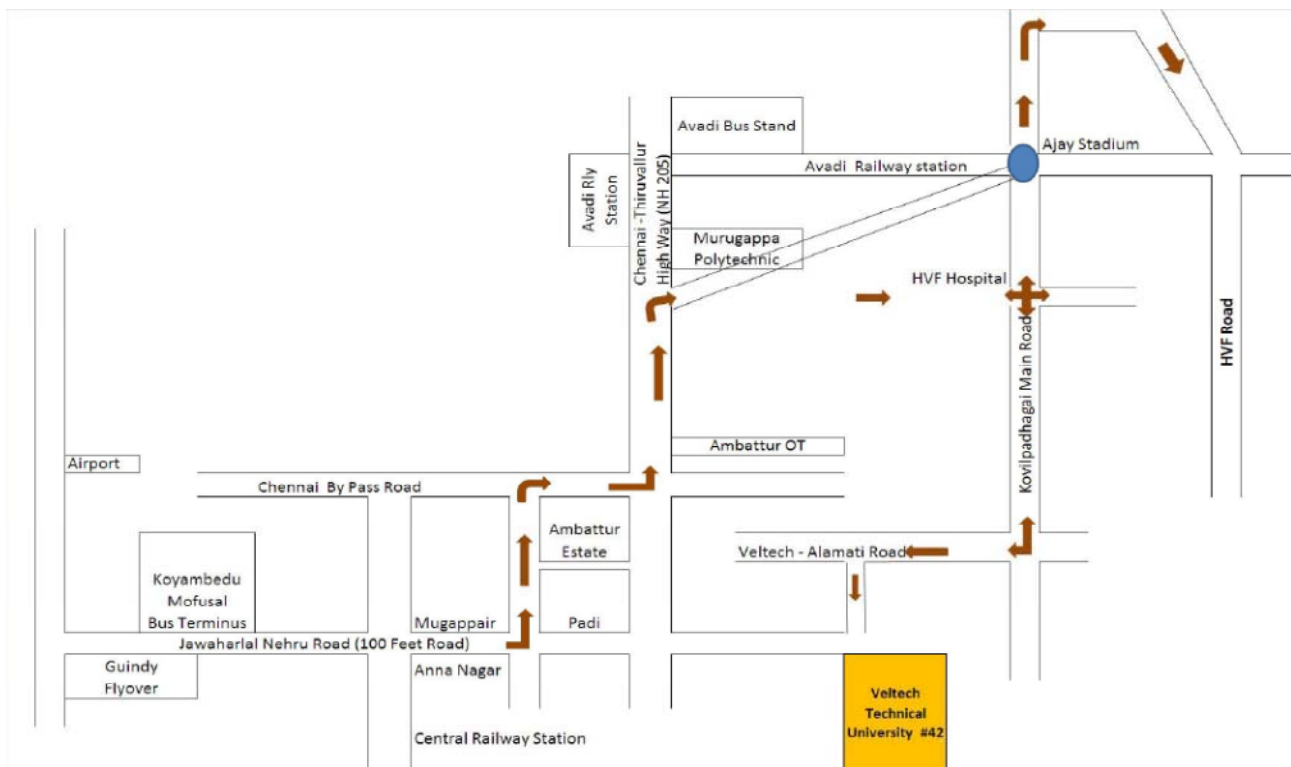 Avadi Bus Stand
Ajay Stadium
Avadi Railway station
Avadi Rly
Station
Chennai -Thiruvallur
High Way (NH 205)
Murugappa
Polytechnic
HVF Hospital
HVF Road
Kovilpadhagai Main Road
Ambattur OT
Airport
Chennai By Pass Road
Ambattur
Estate
Veltech - Alamati Road
Koyambedu
Mofusal
Bus Terminus
Mugappair
Padi
Jawaharlal Nehru Road (100 Feet Road)
Guindy
Flyover
Anna Nagar
Veltech
Technical
University #42
Central Railway Station